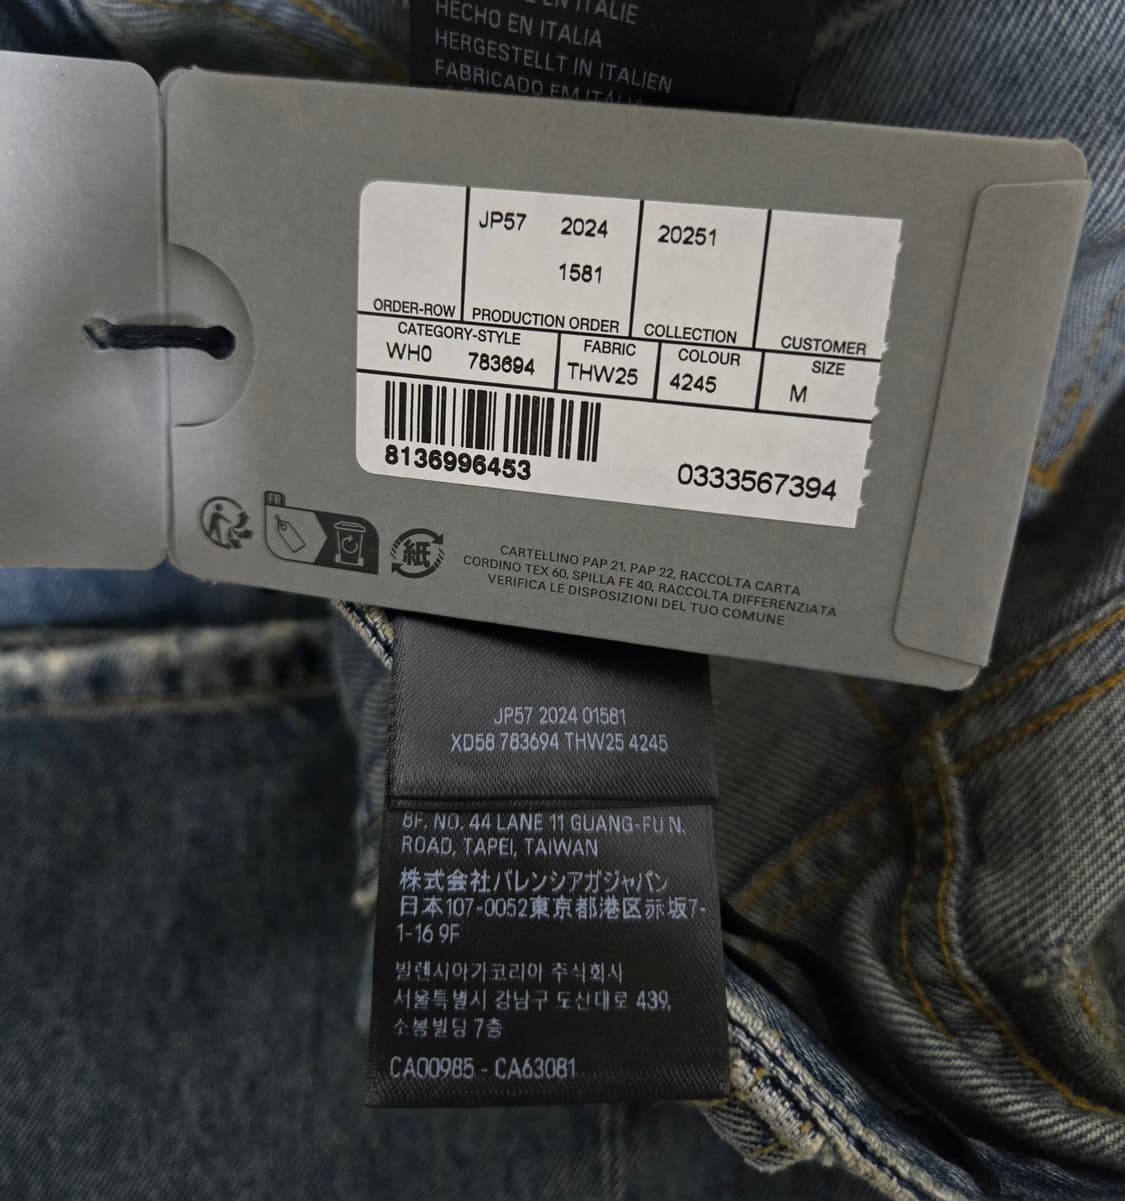 EN ITALIE
HECHO EN ITALIA
HERGESTELLT IN ITALIEN
FABRICADO EM ITÁLIA
JP57 2024 20251
1581
ORDER-ROW PRODUCTION ORDER COLLECTION CUSTOMER
CATEGORY-STYLE FABRIC COLOUR SIZE
WH0 783694 THW25 4245 M
8136996453 0333567394
FR
紙
CARTELLINO PAP 21, PAP 22, RACCOLTA CARTA
CORDINO TEX 60, SPILLA FE 40, RACCOLTA DIFFERENZIATA
VERIFICA LE DISPOSIZIONI DEL TUO COMUNE
JP57 2024 01581
XD58 783694 THW25 4245
8F, NO. 44 LANE 11 GUANG-FU N.
ROAD, TAPEI, TAIWAN
株式会社バレンシアガジャパン
日本107-0052東京都港区赤坂7-
1-16 9F
발렌시아가코리아 주식회사
서울특별시 강남구 도산대로 439,
소봉빌딩 7층
CA00985 - CA63081